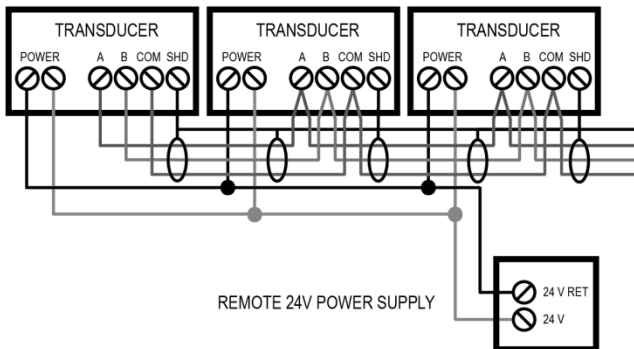 TRANSDUCER TRANSDUCER TRANSDUCER
POWER A B COM SHD POWER A B COM SHD POWER A B COM SHD
24 V RET
REMOTE 24V POWER SUPPLY
24 V